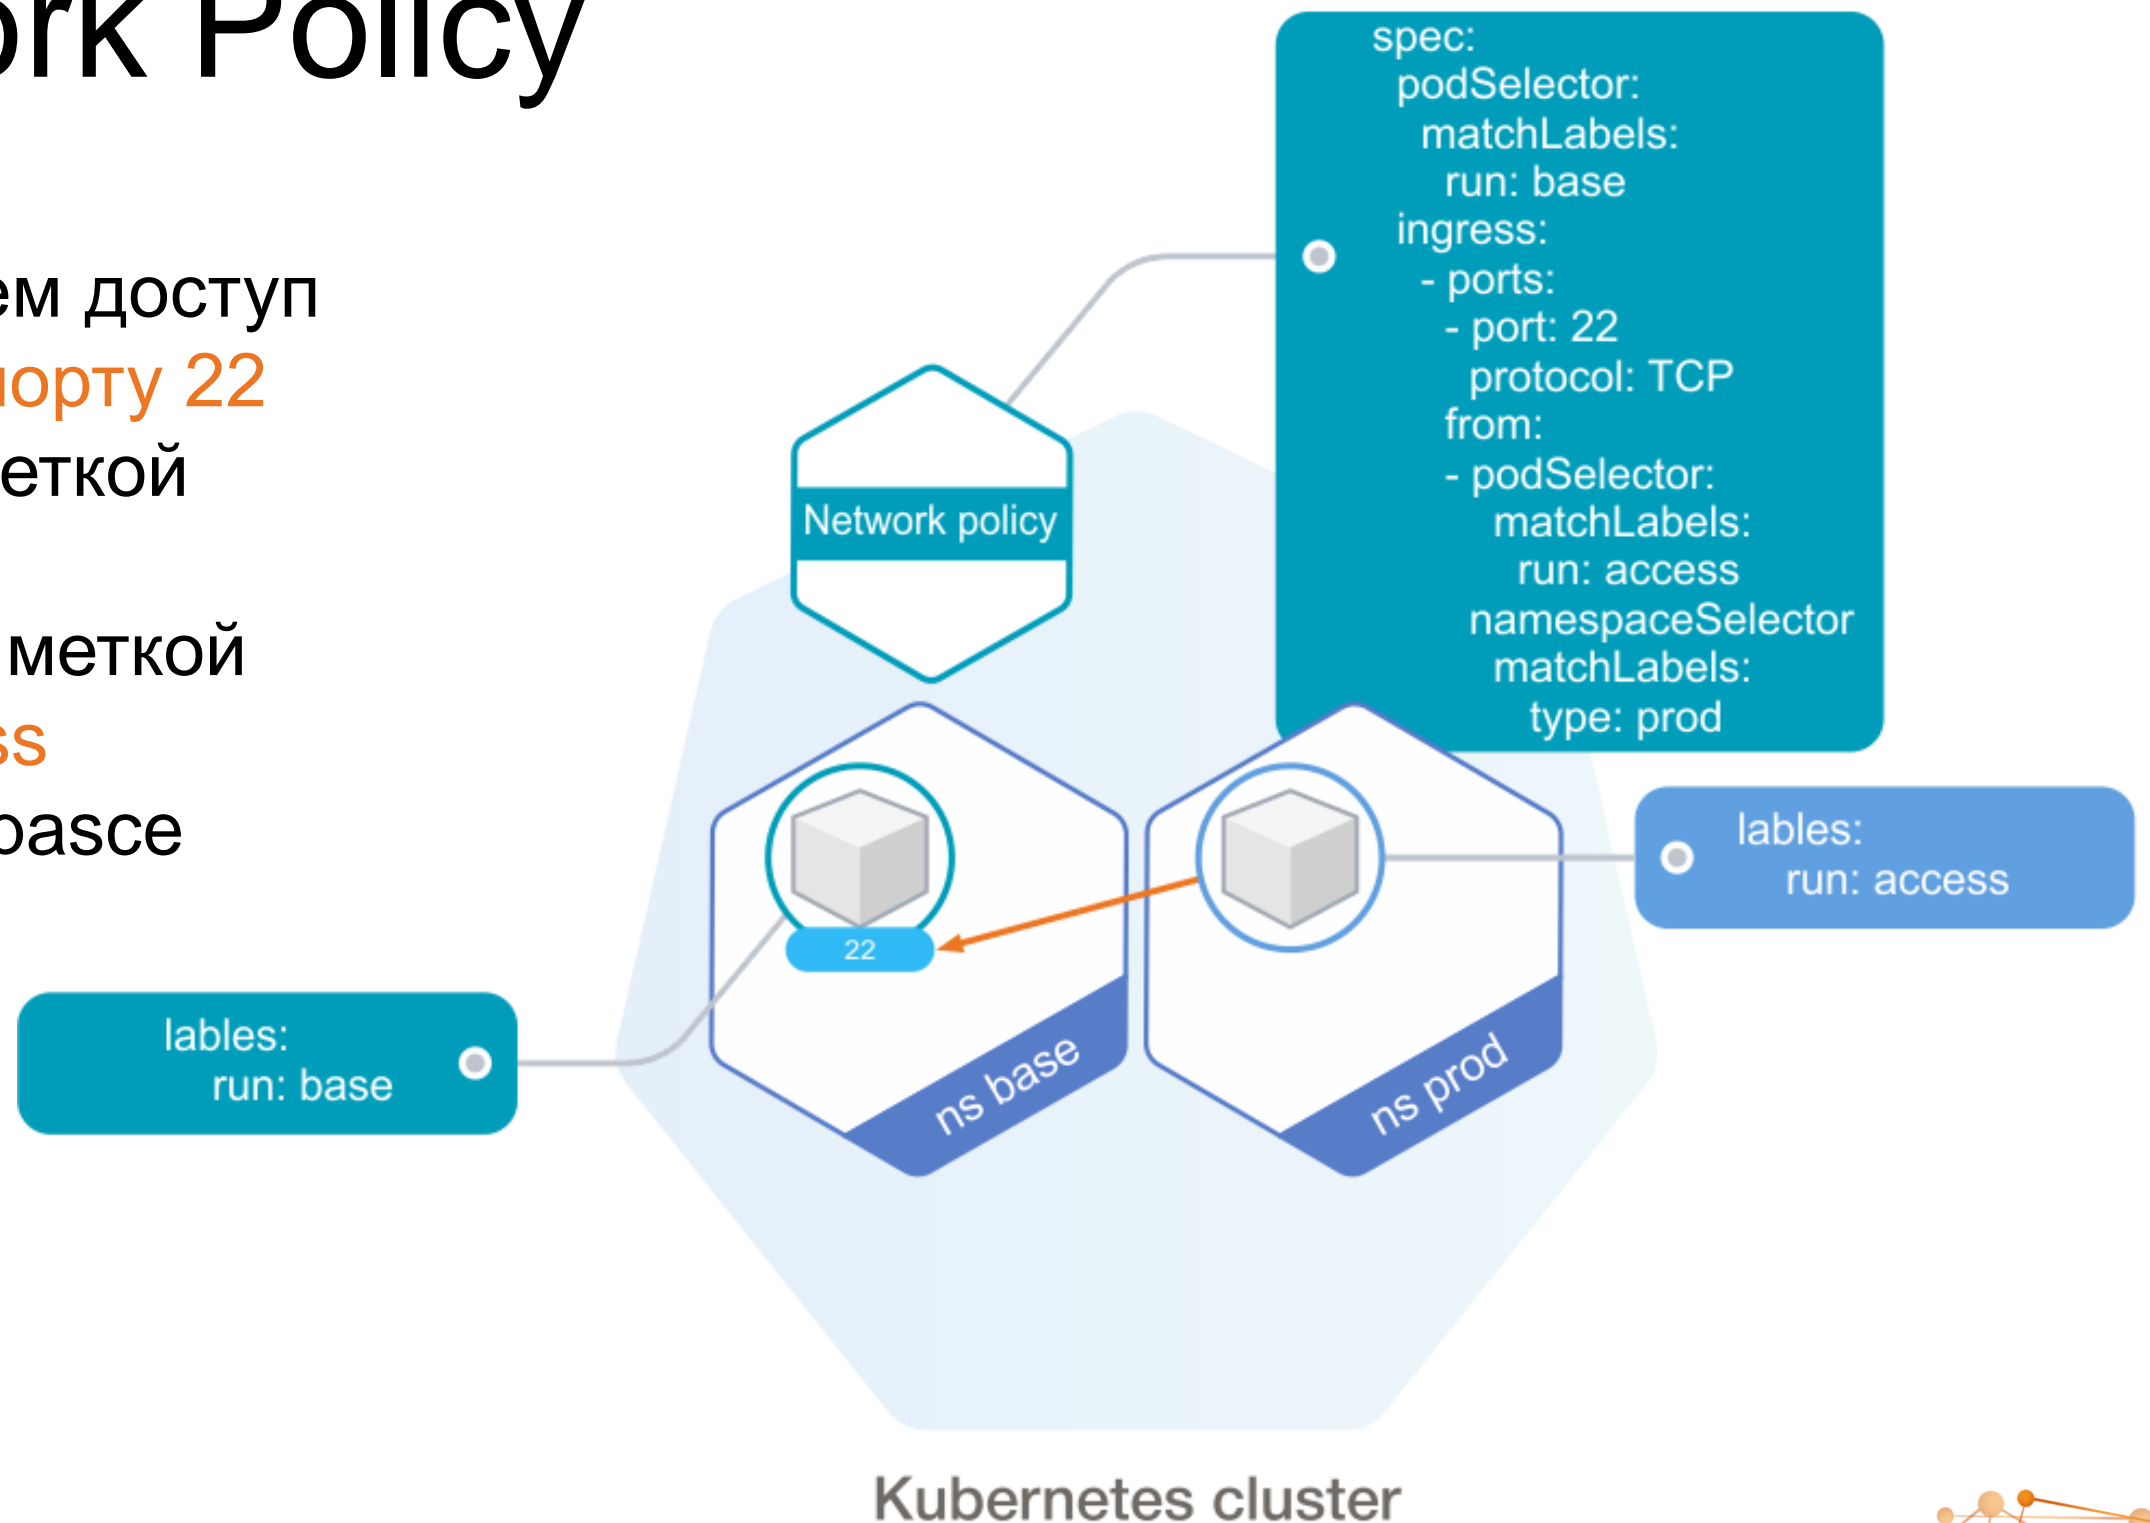 ork Policy
ем доступ
порту 22
еткой
меткой
ss
pasce
spec:
podSelector:
matchLabels:
run: base
ingress:
- ports:
- port: 22
protocol: TCP
from:
- podSelector:
matchLabels:
run: access
namespaceSelector
matchLabels:
type: prod
Network policy
22
lables:
run: access
lables:
run: base
ns base
ns prod
Kubernetes cluster